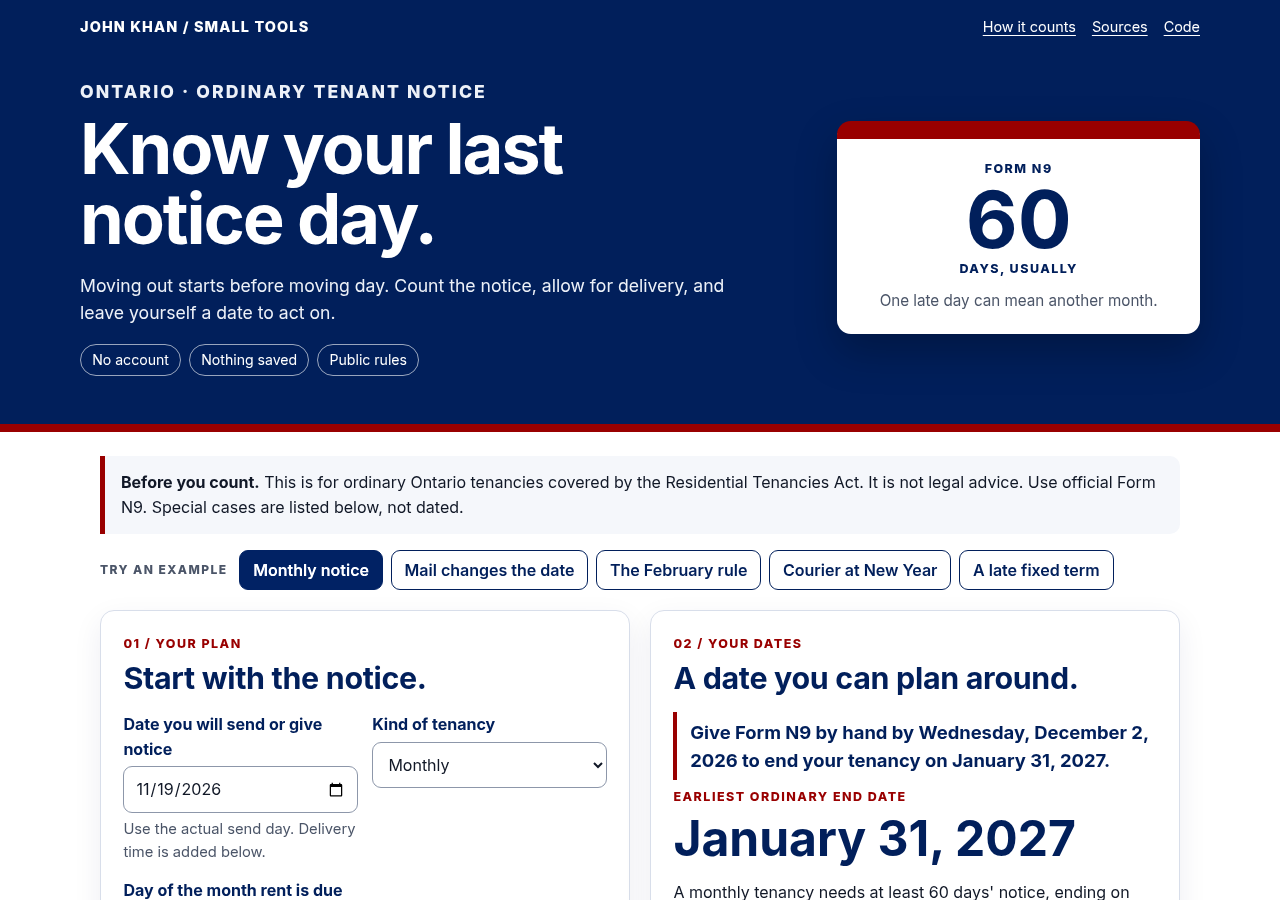 JOHN KHAN / SMALL TOOLS
How it counts Sources Code
ONTARIO · ORDINARY TENANT NOTICE
Know your last
notice day.
Moving out starts before moving day. Count the notice, allow for delivery, and
leave yourself a date to act on.
No account Nothing saved Public rules
FORM N9
60
DAYS, USUALLY
One late day can mean another month.
Before you count. This is for ordinary Ontario tenancies covered by the Residential Tenancies Act. It is not legal advice. Use official Form
N9. Special cases are listed below, not dated.
TRY AN EXAMPLE Monthly notice Mail changes the date The February rule Courier at New Year A late fixed term
01 / YOUR PLAN
Start with the notice.
Date you will send or give
notice
11/19/2026
Use the actual send day. Delivery
time is added below.
Kind of tenancy
Monthly
Day of the month rent is due
02 / YOUR DATES
A date you can plan around.
Give Form N9 by hand by Wednesday, December 2,
2026 to end your tenancy on January 31, 2027.
EARLIEST ORDINARY END DATE
January 31, 2027
A monthly tenancy needs at least 60 days' notice, ending on